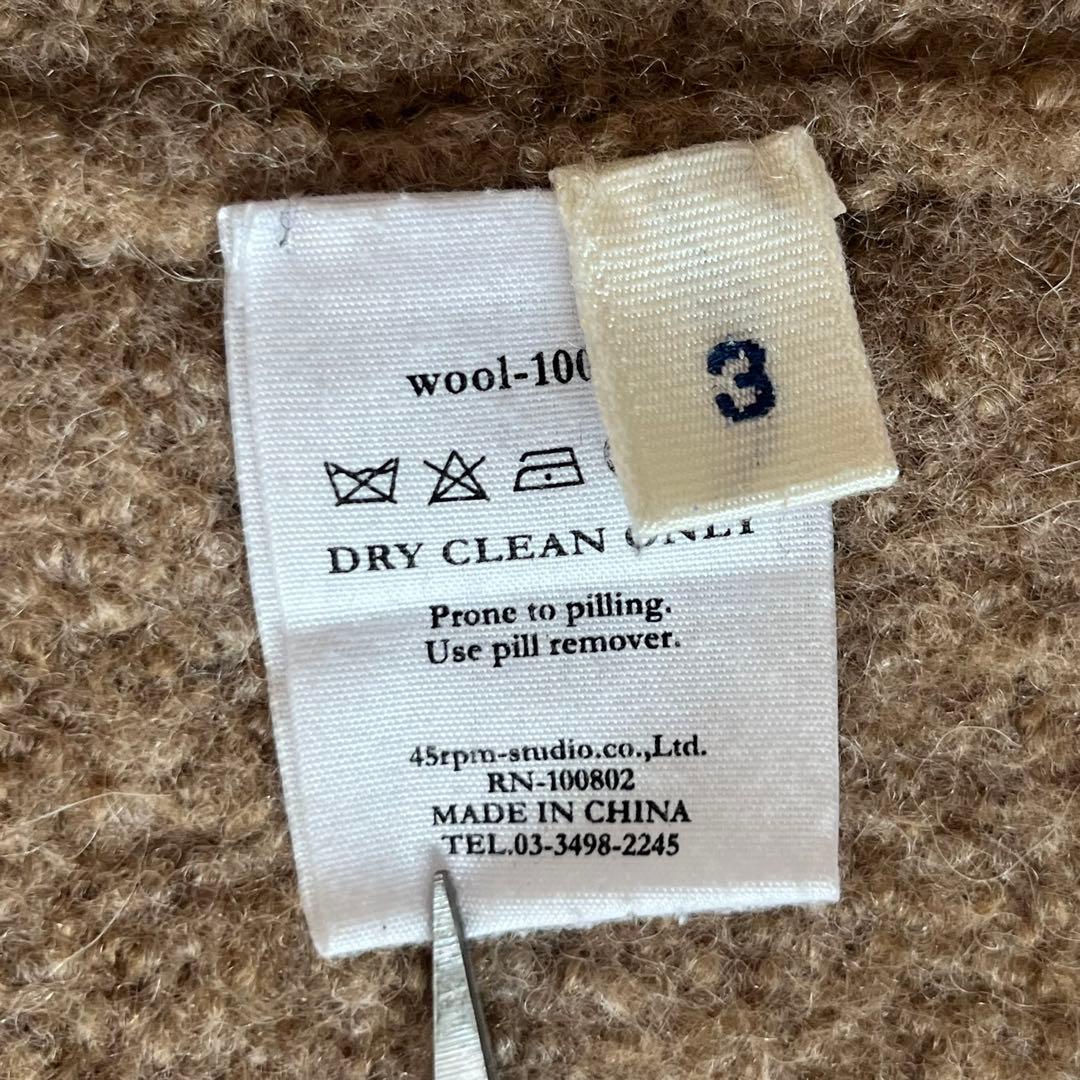 wool-100
3
DRY CLEAN ONLY
Prone to pilling.
Use pill remover.
45rpm-studio.co.,Ltd.
RN-100802
MADE IN CHINA
TEL.03-3498-2245